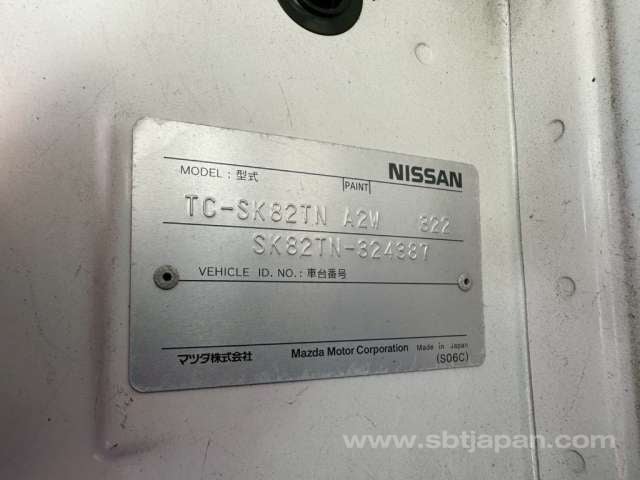 NISSAN
MODEL : 型式
PAINT
TC-SK82TN A2W 322
SK82TN-324387
VEHICLE ID. NO. : 車台番号
マツダ株式会社 Mazda Motor Corporation Made in Japan
(S06C)
www.sbtjapan.com